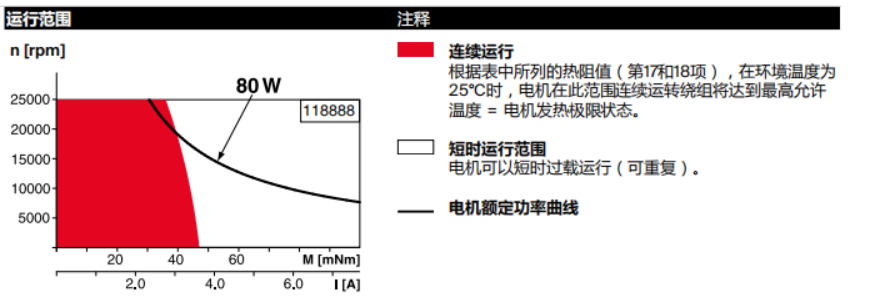 运行范围
注释
n [rpm]
80 W
118888
25000
20000
15000
10000
5000
20 40 60 M [mNm]
2.0 4.0 6.0 I [A]
连续运行
根据表中所列的热阻值（第17和18项），在环境温度为
25°C时，电机在此范围连续运转绕组将达到最高允许
温度 = 电机发热极限状态。
短时运行范围
电机可以短时过载运行（可重复）。
电机额定功率曲线